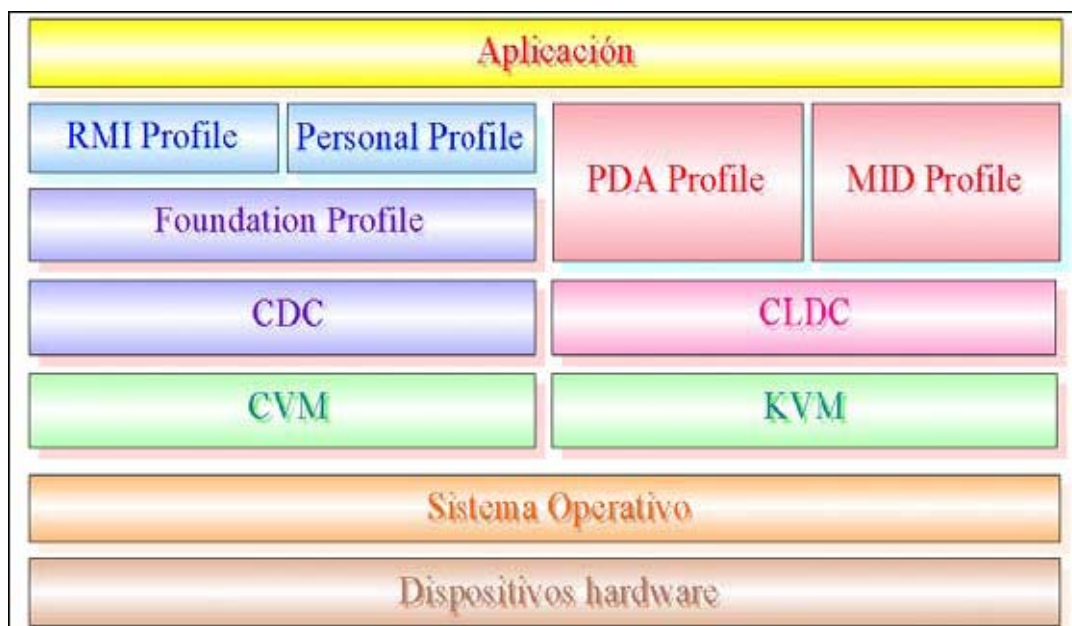 Aplicación
RMI Profile
Personal Profile
PDA Profile
MID Profile
Foundation Profile
CDC
CLDC
CVM
KVM
Sistema Operativo
Dispositivos hardware